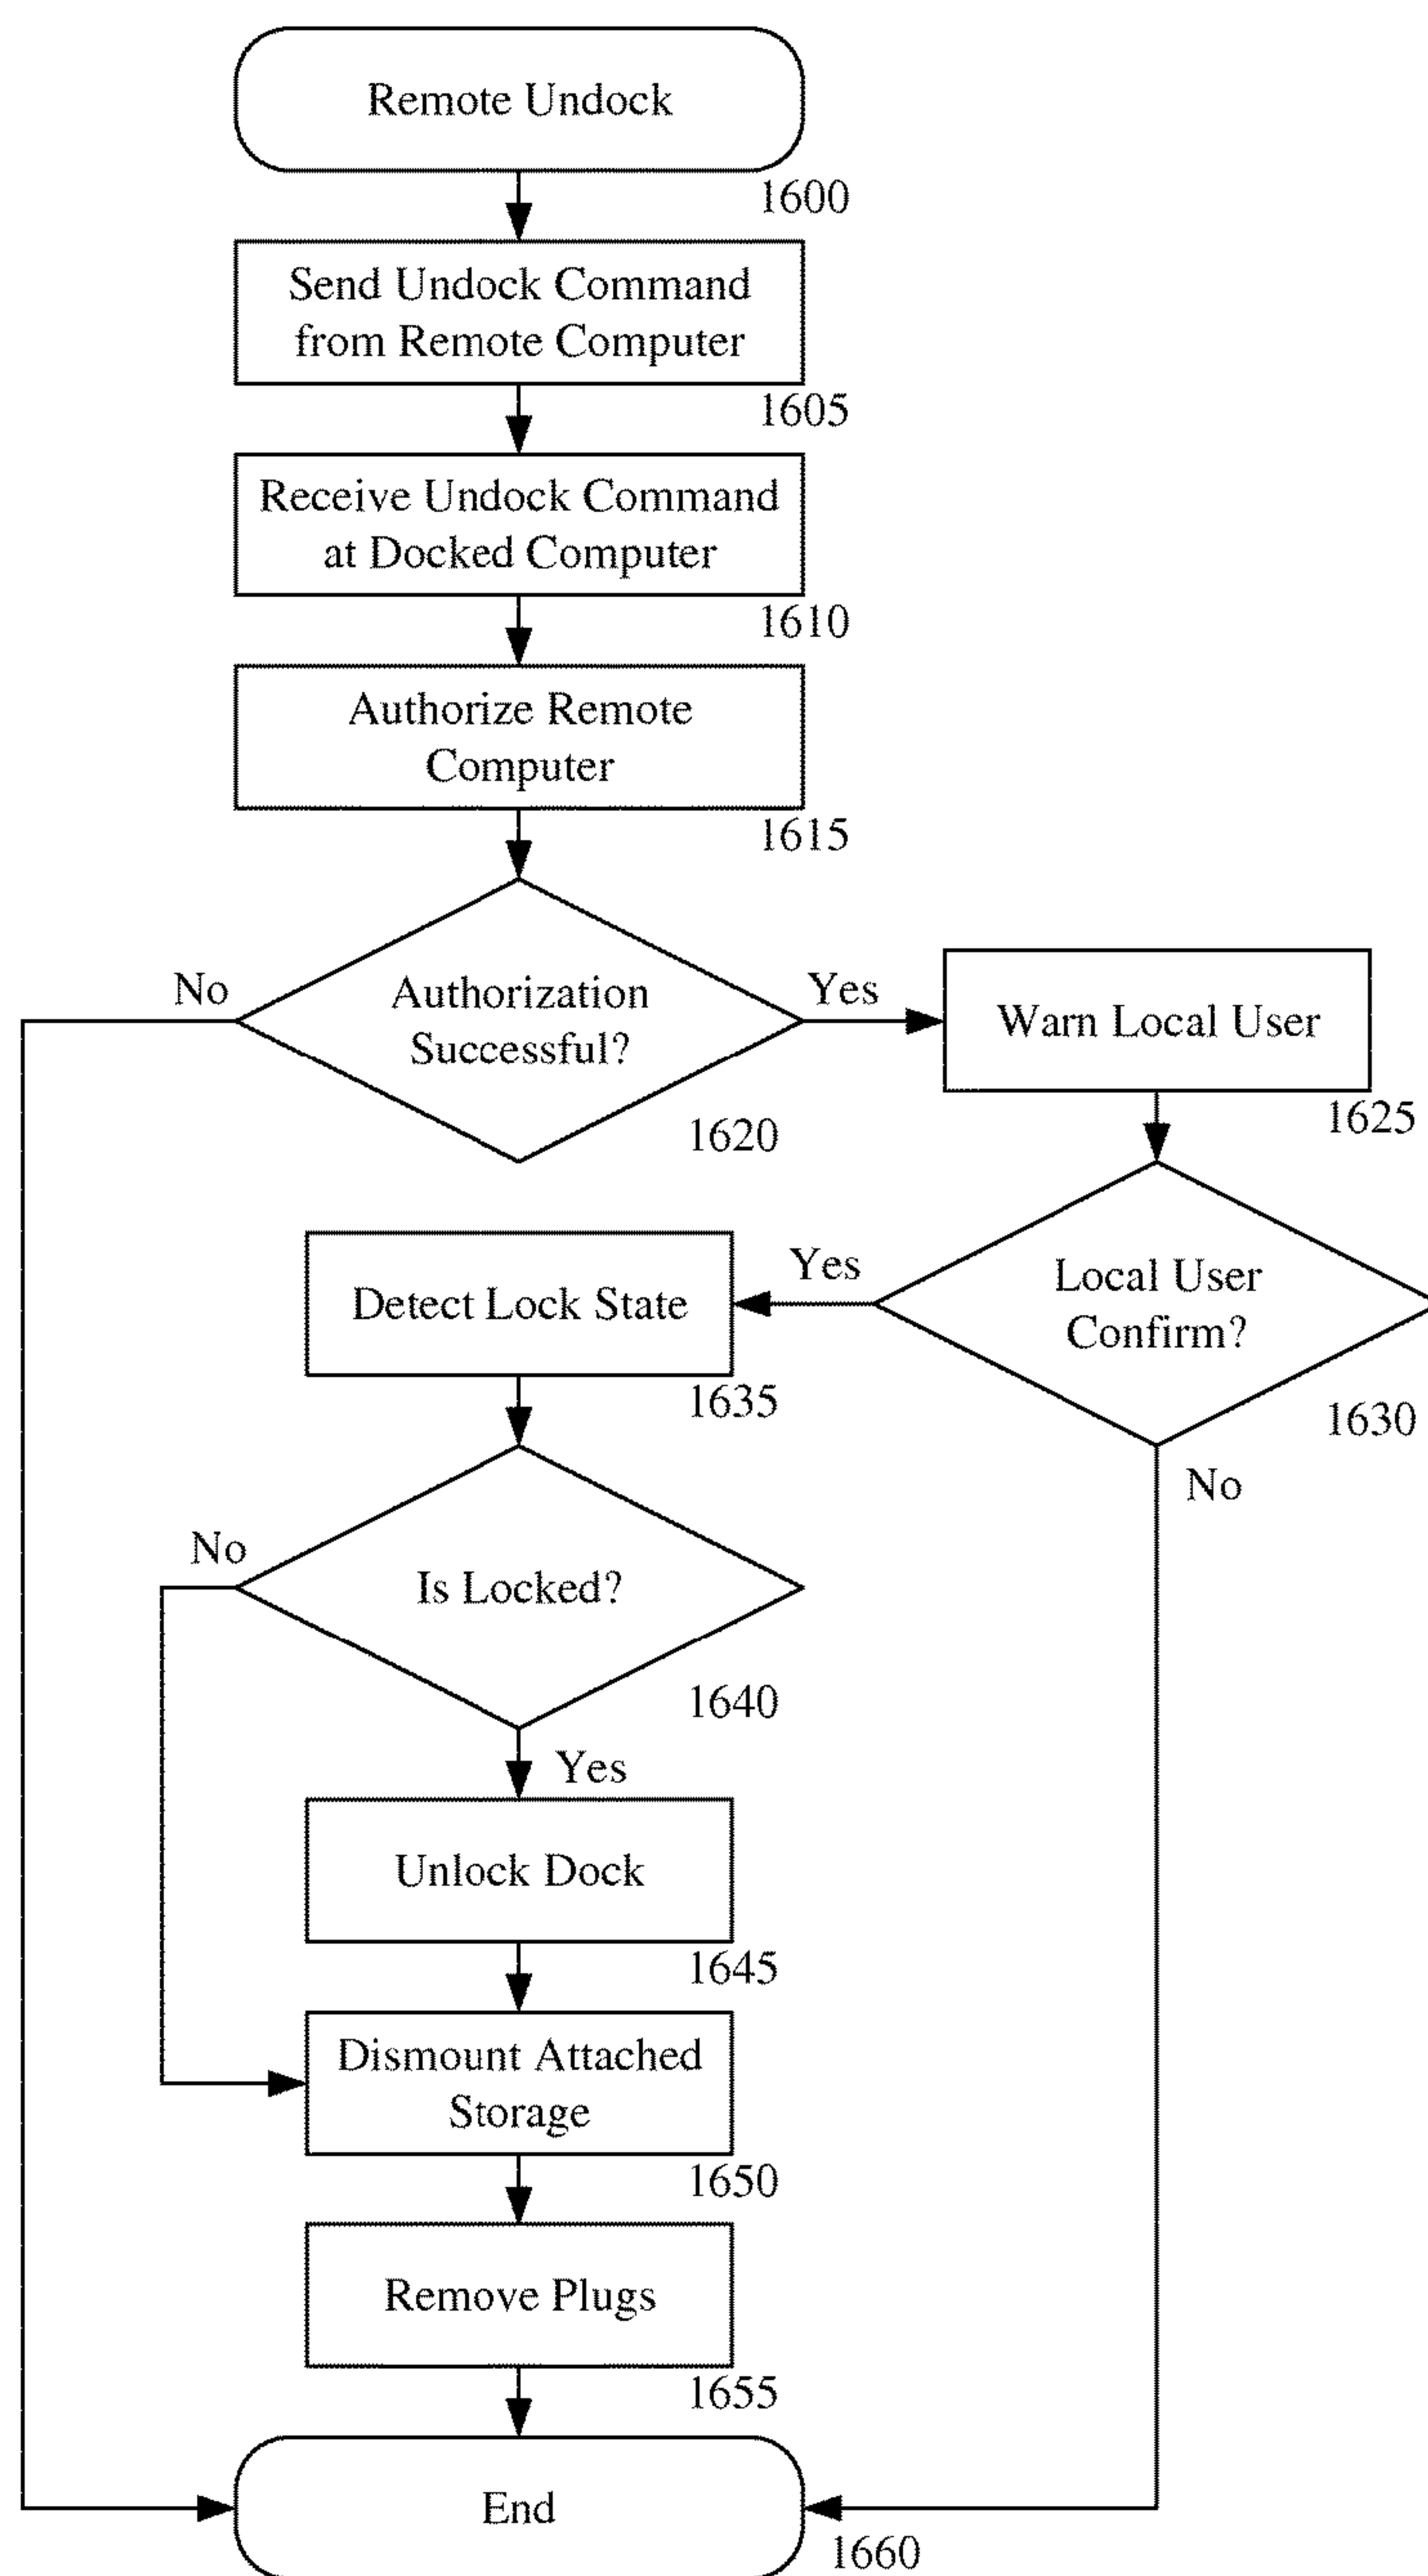 Remote Undock
1600
Send Undock Command
from Remote Computer
1605
Receive Undock Command
at Docked Computer
1610
Authorize Remote
Computer
1615
No
Authorization
Successful?
Yes
1620
Warn Local User
1625
Local User
Confirm?
Yes
1630
No
Detect Lock State
1635
No
Is Locked?
1640
Yes
Unlock Dock
1645
Dismount Attached
Storage
1650
Remove Plugs
1655
End
1660